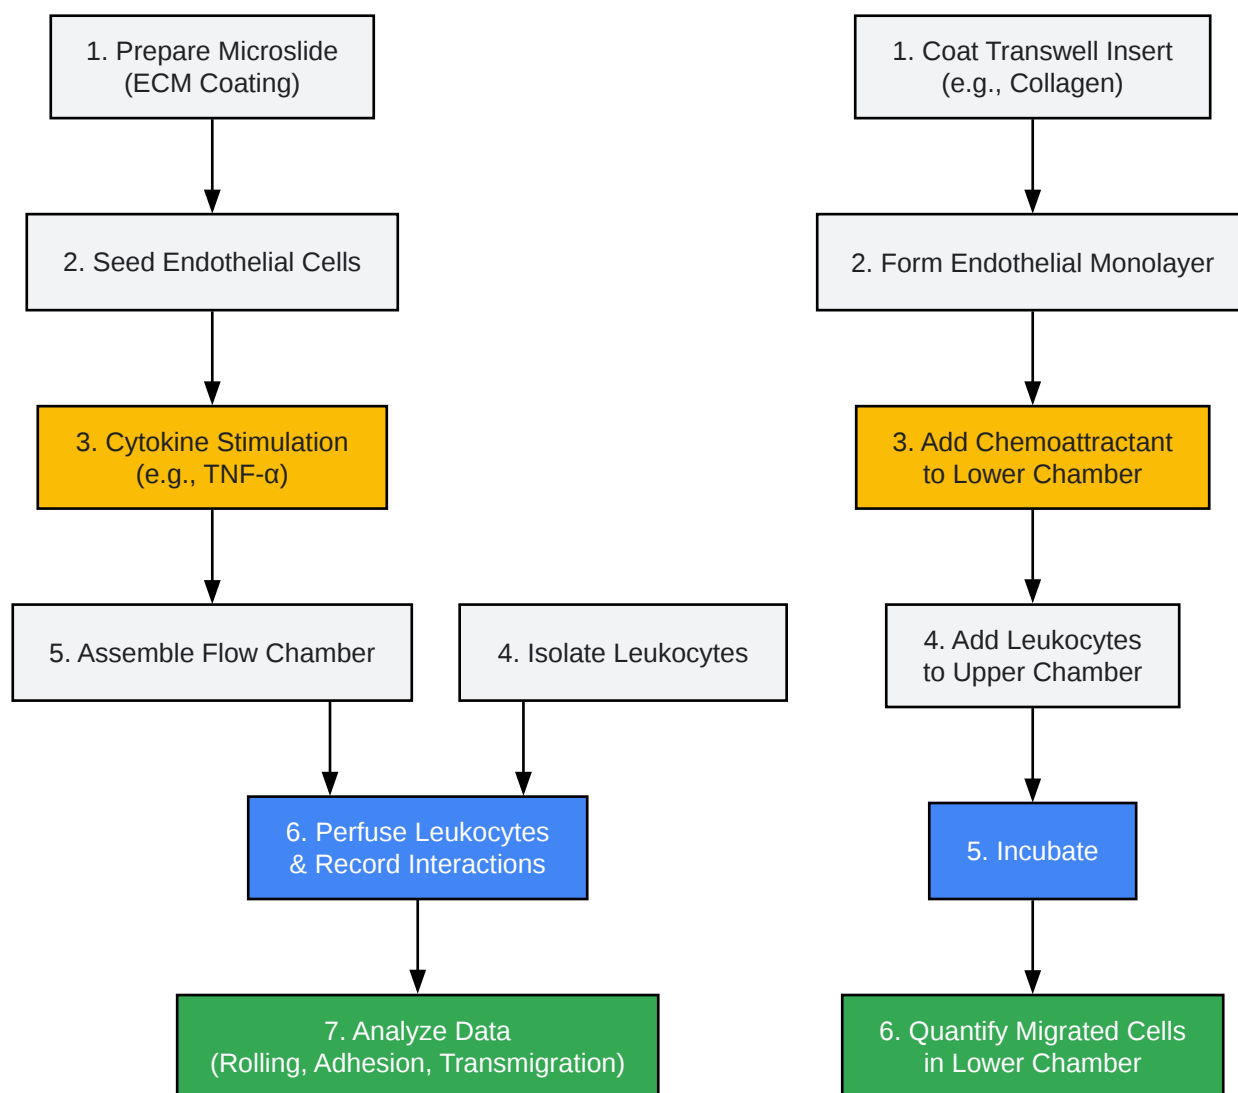 1. Prepare Microslide
(ECM Coating)
2. Seed Endothelial Cells
3. Cytokine Stimulation
(e.g., TNF-α)
5. Assemble Flow Chamber
4. Isolate Leukocytes
6. Perfuse Leukocytes
& Record Interactions
7. Analyze Data
(Rolling, Adhesion, Transmigration)
1. Coat Transwell Insert
(e.g., Collagen)
2. Form Endothelial Monolayer
3. Add Chemoattractant
to Lower Chamber
4. Add Leukocytes
to Upper Chamber
5. Incubate
6. Quantify Migrated Cells
in Lower Chamber